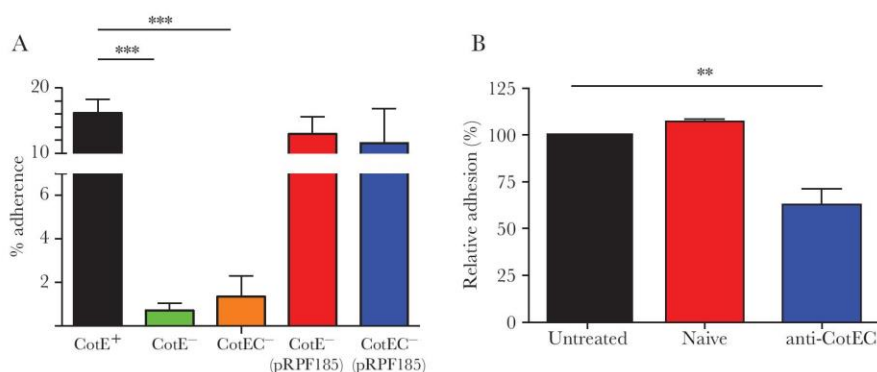 A
***
***
20
10
6
4
2
% adherence
CotE⁺
CotE⁻
CotEC⁻
CotE⁻
(pRPF185)
CotEC⁻
(pRPF185)
B
**
125
100
75
50
25
0
Relative adhesion (%)
Untreated
Naive
anti-CotEC